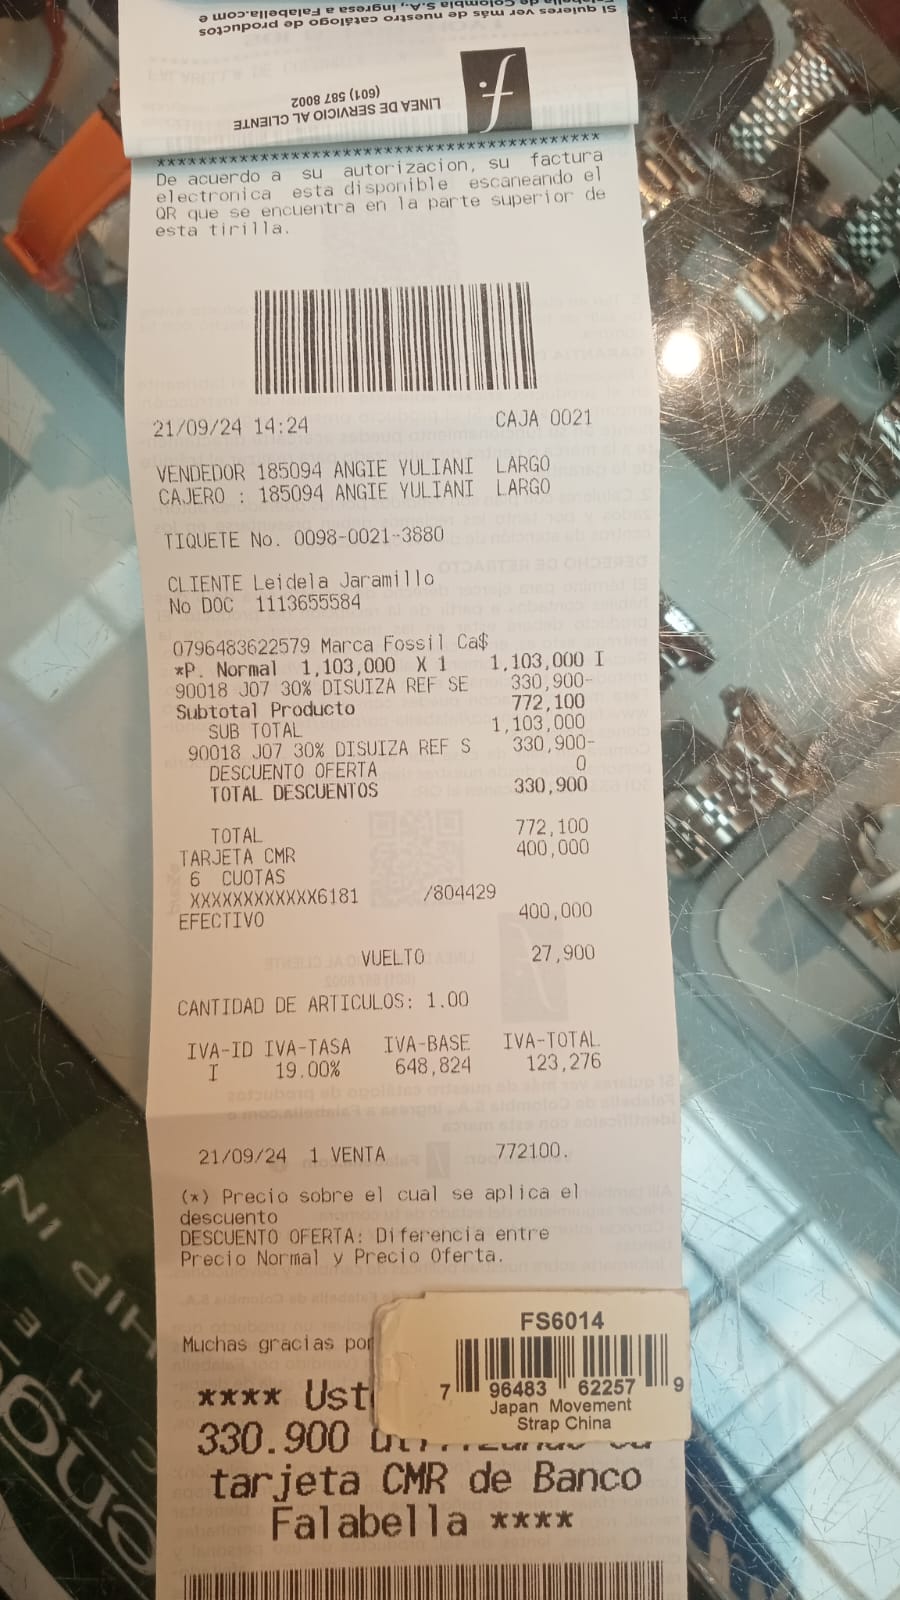 Si quieres ver más de nuestro catálogo de productos
Falabella de Colombia S.A., ingresa a Falabella.com e
LINEA DE SERVICIO AL CLIENTE
(601) 587 8002
f.
********************************************
De acuerdo a su autorizacion, su factura
electronica esta disponible escaneando el
QR que se encuentra en la parte superior de
esta tirilla.
21/09/24 14:24 CAJA 0021
VENDEDOR 185094 ANGIE YULIANI LARGO
CAJERO : 185094 ANGIE YULIANI LARGO
TIQUETE No. 0098-0021-3880
CLIENTE Leidela Jaramillo
No DOC 1113655584
0796483622579 Marca Fossil Ca$
*P. Normal 1,103,000 X 1 1,103,000 I
90018 J07 30% DISUIZA REF SE 330,900-
Subtotal Producto 772,100
SUB TOTAL 1,103,000
90018 J07 30% DISUIZA REF S 330,900-
DESCUENTO OFERTA 0
TOTAL DESCUENTOS 330,900
TOTAL 772,100
TARJETA CMR 400,000
6 CUOTAS
XXXXXXXXXXXX6181 /804429
EFECTIVO 400,000
VUELTO 27,900
CANTIDAD DE ARTICULOS: 1.00
IVA-ID IVA-TASA IVA-BASE IVA-TOTAL
I 19.00% 648,824 123,276
21/09/24 1 VENTA 772100.
(*) Precio sobre el cual se aplica el
descuento
DESCUENTO OFERTA: Diferencia entre
Precio Normal y Precio Oferta.
Muchas gracias por
FS6014
7 96483 62257 9
Japan Movement
Strap China
**** Ust
330.900
tarjeta CMR de Banco
Falabella ****